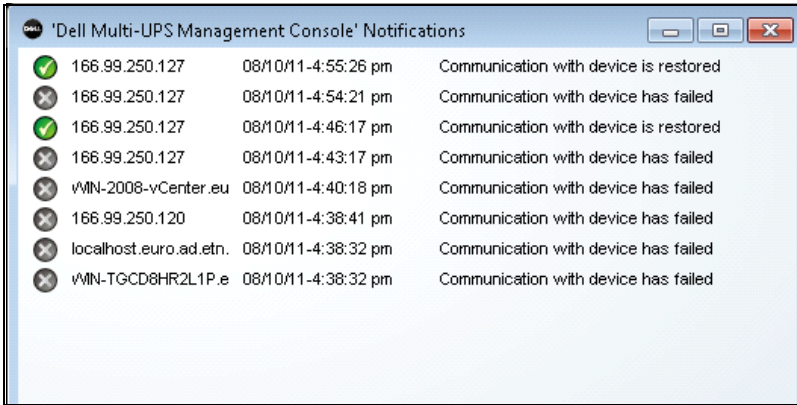 DELL 'Dell Multi-UPS Management Console' Notifications
166.99.250.127 08/10/11-4:55:26 pm Communication with device is restored
166.99.250.127 08/10/11-4:54:21 pm Communication with device has failed
166.99.250.127 08/10/11-4:46:17 pm Communication with device is restored
166.99.250.127 08/10/11-4:43:17 pm Communication with device has failed
WIN-2008-vCenter.eu 08/10/11-4:40:18 pm Communication with device has failed
166.99.250.120 08/10/11-4:38:41 pm Communication with device has failed
localhost.euro.ad.etn. 08/10/11-4:38:32 pm Communication with device has failed
WIN-TGCD8HR2L1P.e 08/10/11-4:38:32 pm Communication with device has failed